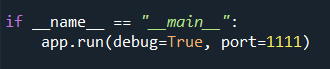 if __name__ == "__main__":
    app.run(debug=True, port=1111)